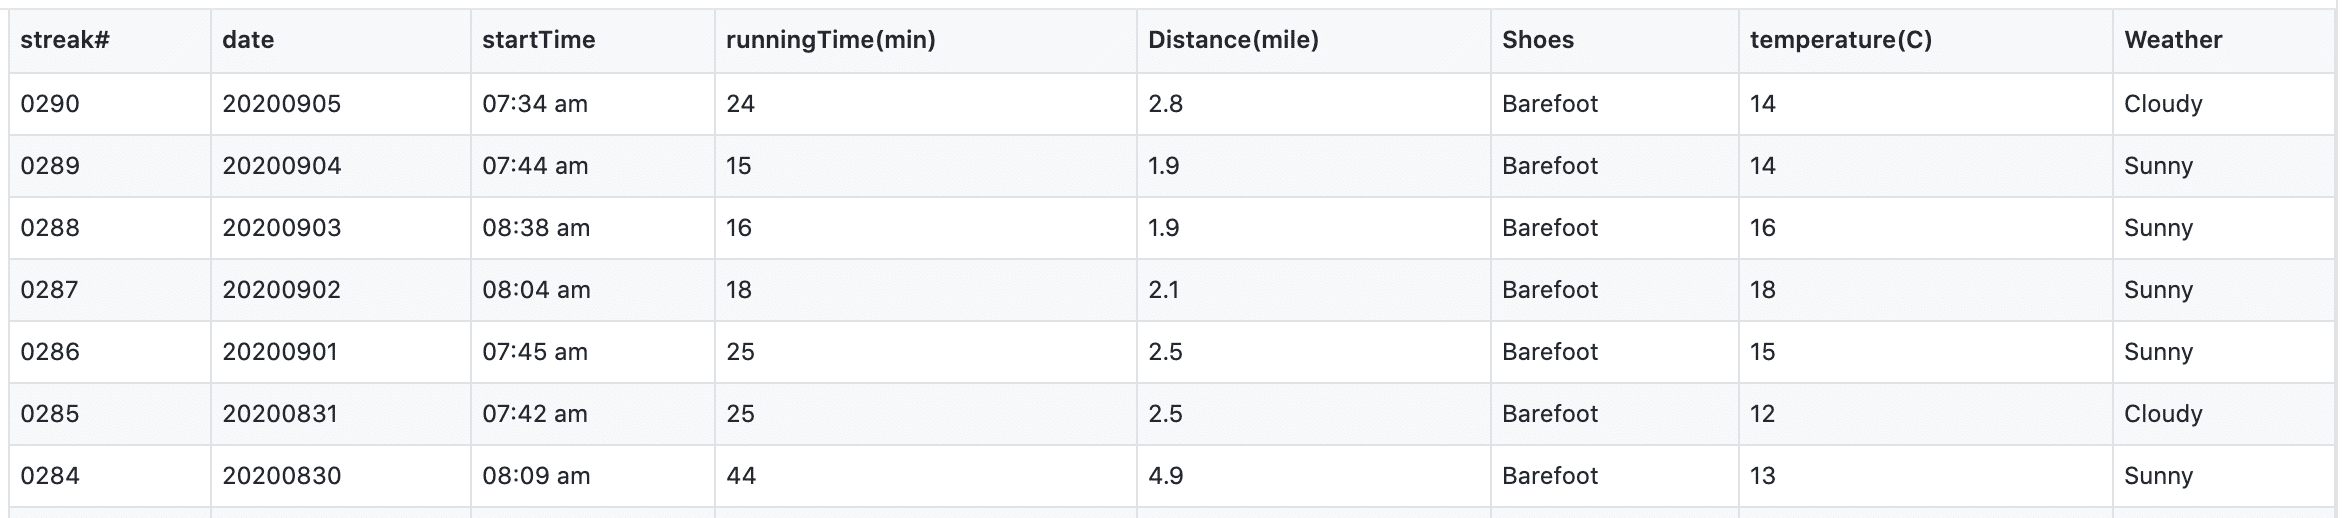 streak# date startTime runningTime(min) Distance(mile) Shoes temperature(C) Weather
0290 20200905 07:34 am 24 2.8 Barefoot 14 Cloudy
0289 20200904 07:44 am 15 1.9 Barefoot 14 Sunny
0288 20200903 08:38 am 16 1.9 Barefoot 16 Sunny
0287 20200902 08:04 am 18 2.1 Barefoot 18 Sunny
0286 20200901 07:45 am 25 2.5 Barefoot 15 Sunny
0285 20200831 07:42 am 25 2.5 Barefoot 12 Cloudy
0284 20200830 08:09 am 44 4.9 Barefoot 13 Sunny